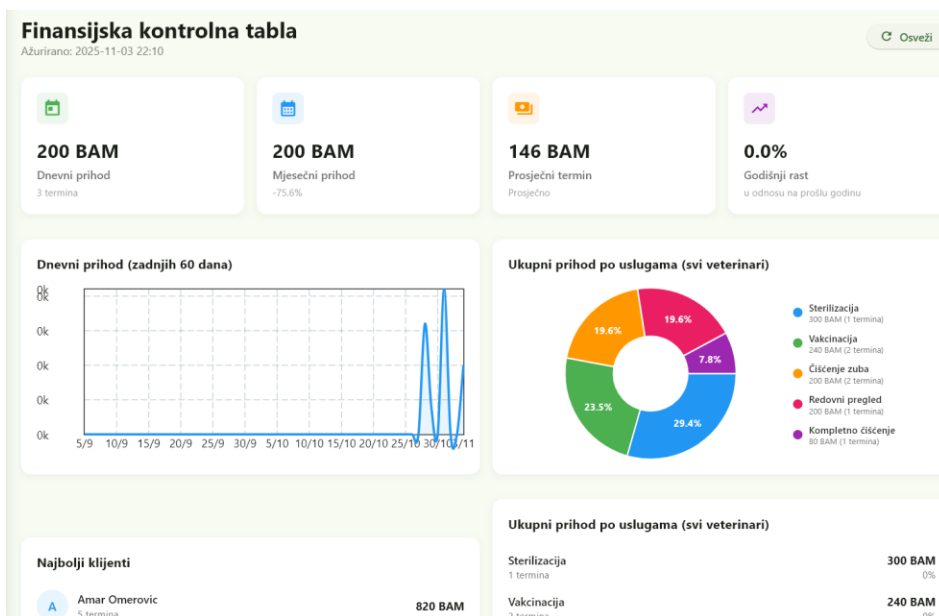 Finansijska kontrolna tabla
Ažurirano: 2025-11-03 22:10
Osveži
200 BAM
Dnevni prihod
3 termina
200 BAM
Mjesečni prihod
-75.6%
146 BAM
Prosječni termin
Prosječno
0.0%
Godišnji rast
u odnosu na prošlu godinu
Dnevni prihod (zadnjih 60 dana)
0k
0k
0k
0k
0k
0k
5/9 10/9 15/9 20/9 25/9 30/9 5/10 10/10 15/10 20/10 25/10 30/10 3/11
Ukupni prihod po uslugama (svi veterinari)
19.6%
19.6%
7.8%
23.5%
29.4%
Sterilizacija
300 BAM (1 termina)
Vakcinacija
240 BAM (2 termina)
Čišćenje zuba
200 BAM (2 termina)
Redovni pregled
200 BAM (1 termina)
Kompletno čišćenje
80 BAM (1 termina)
Najbolji klijenti
A
Amar Omerovic
5 termina
820 BAM
Ukupni prihod po uslugama (svi veterinari)
Sterilizacija
300 BAM
1 termina
0%
Vakcinacija
240 BAM
2 termina
0%